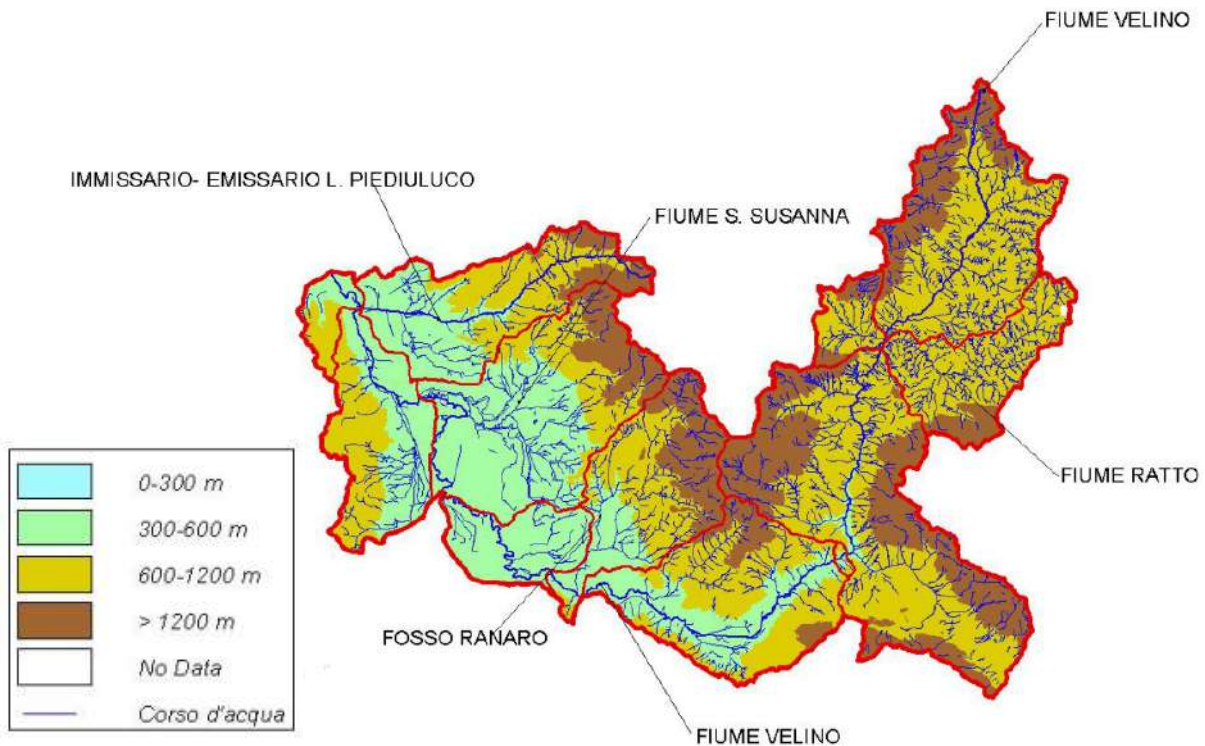 FIUME VELINO
IMMISSARIO- EMISSARIO L. PIEDILUCO
FIUME S. SUSANNA
FIUME RATTO
FOSSO RANARO
FIUME VELINO
0-300 m
300-600 m
600-1200 m
> 1200 m
No Data
Corso d'acqua